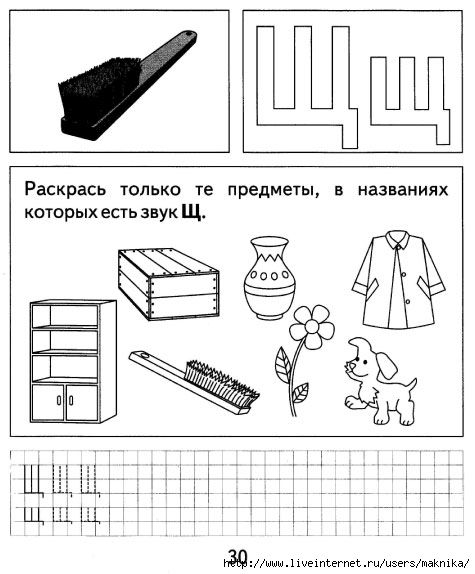 Щ Щ
Раскрась только те предметы, в названиях
которых есть звук Щ.
Щ Щ Щ
Щ Щ Щ
30
http://www.liveinternet.ru/users/maknika/